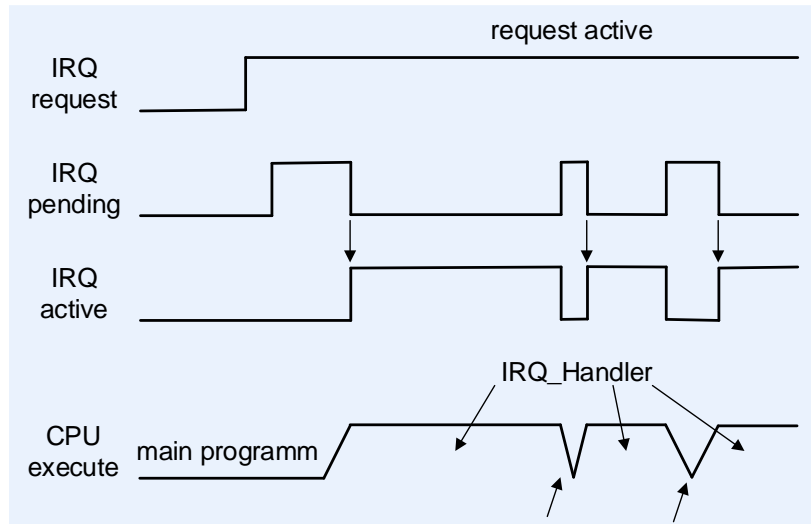 request active
IRQ
request
IRQ
pending
IRQ
active
IRQ_Handler
CPU
execute
main programm